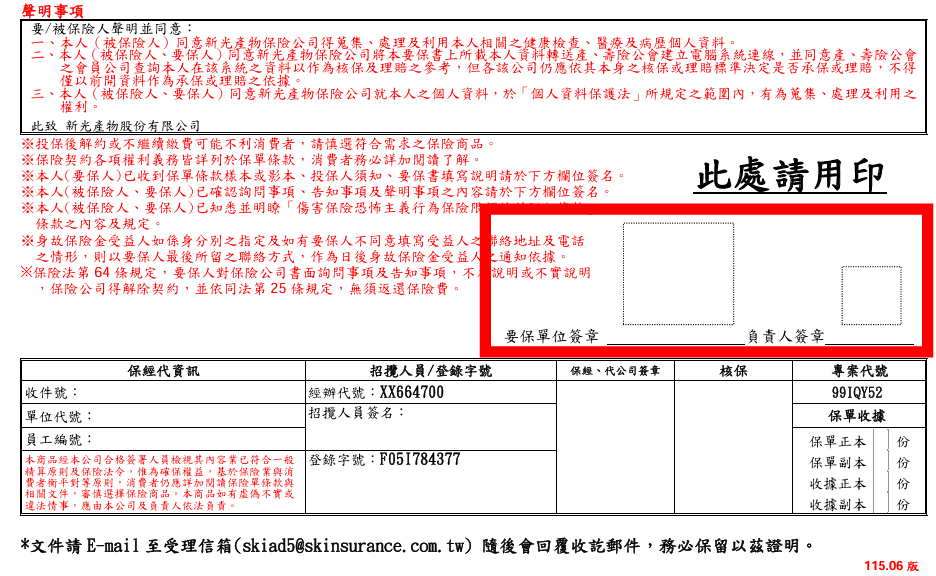 聲明事項
要/被保險人聲明並同意：
一、本人（被保險人）同意新光產物保險公司得蒐集、處理及利用本人相關之健康檢查、醫療及病歷個人資料。
二、本人（被保險人、要保人）同意新光產物保險公司將本要保書上所載本人資料轉送產、壽險公會建立電腦系統連線，並同意產、壽險公會
之會員公司查詢本人在該系統之資料以作為核保及理賠之參考，但各該公司仍應依其本身之核保或理賠標準決定是否承保或理賠，不得
僅以前開資料作為承保或理賠之依據。
三、本人（被保險人、要保人）同意新光產物保險公司就本人之個人資料，於「個人資料保護法」所規定之範圍內，有為蒐集、處理及利用之
權利。
此致 新光產物股份有限公司
※投保後解約或不繼續繳費可能不利消費者，請慎選符合需求之保險商品。
※保險契約各項權利義務皆詳列於保單條款，消費者務必詳加閱讀了解。
※本人(要保人)已收到保單條款樣本或影本、投保人須知、要保書填寫說明請於下方欄位簽名。
※本人(被保險人、要保人)已確認詢問事項、告知事項及聲明事項之內容請於下方欄位簽名。
此處請用印
※本人(被保險人、要保人)已知悉並明瞭「傷害保險恐怖主義行為保險
條款之內容及規定。
※身故保險金受益人如係身分別之指定及如有要保人不同意填寫受益人之聯絡地址及電話
之情形，則以要保人最後所留之聯絡方式，作為日後身故保險金受益人之通知依據。
※保險法第 64 條規定，要保人對保險公司書面詢問事項及告知事項，不為說明或不實說明
，保險公司得解除契約，並依同法第 25 條規定，無須返還保險費。
要保單位簽章 負責人簽章
保經代資訊 招攬人員/登錄字號 保經、代公司簽章 核保 專案代號
收件號： 經辦代號：XX664700 99IQY52
單位代號： 招攬人員簽名： 保單收據
員工編號： 保單正本 份
本商品經本公司合格簽署人員檢視其內容業已符合一般
精算原則及保險法令，惟為確保權益，基於保險業與消
費者衡平對等原則，消費者仍應詳加閱讀保險單條款與
相關文件，審慎選擇保險商品。本商品如有虛偽不實或
違法情事，應由本公司及負責人依法負責。
登錄字號：F05I784377
保單副本 份
收據正本 份
收據副本 份
*文件請 E-mail 至受理信箱(skiad5@skinsurance.com.tw) 隨後會回覆收訖郵件，務必保留以茲證明。
115.06 版